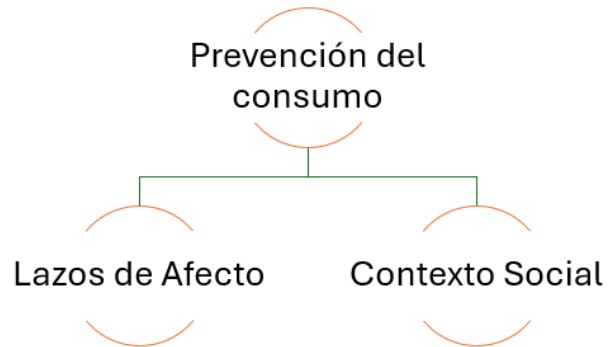 Prevención del
consumo
Lazos de Afecto
Contexto Social